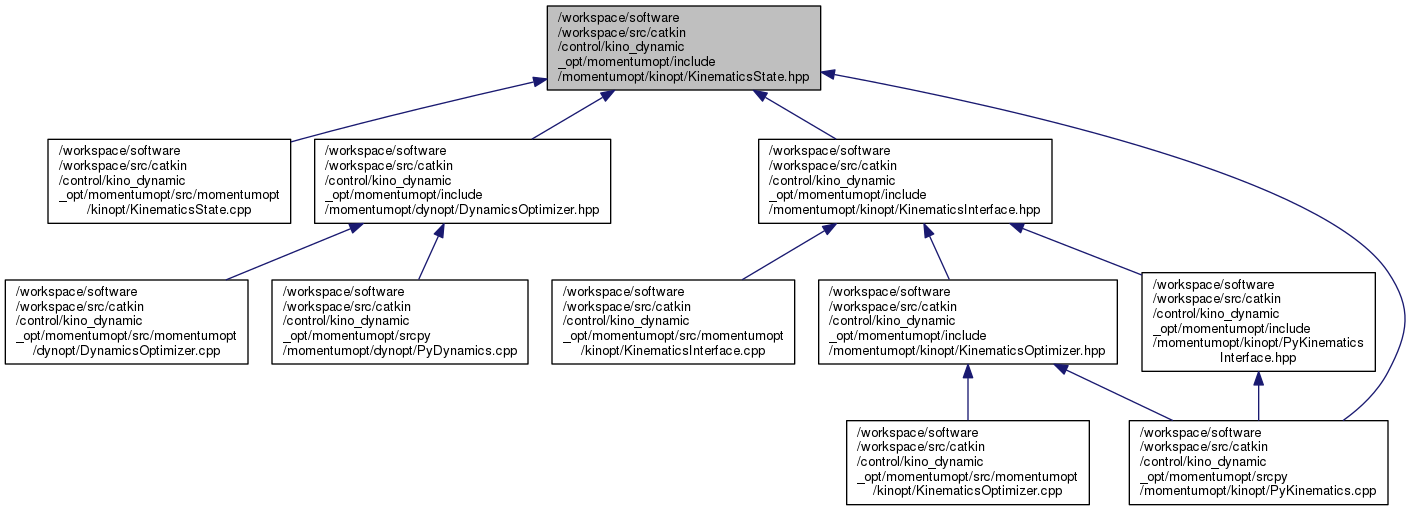 /workspace/software
/workspace/src/catkin
/control/kino_dynamic
_opt/momentumopt/include
/momentumopt/kinopt/KinematicsState.hpp
/workspace/software
/workspace/src/catkin
/control/kino_dynamic
_opt/momentumopt/src/momentumopt
/kinopt/KinematicsState.cpp
/workspace/software
/workspace/src/catkin
/control/kino_dynamic
_opt/momentumopt/include
/momentumopt/dynopt/DynamicsOptimizer.hpp
/workspace/software
/workspace/src/catkin
/control/kino_dynamic
_opt/momentumopt/include
/momentumopt/kinopt/KinematicsInterface.hpp
/workspace/software
/workspace/src/catkin
/control/kino_dynamic
_opt/momentumopt/src/momentumopt
/dynopt/DynamicsOptimizer.cpp
/workspace/software
/workspace/src/catkin
/control/kino_dynamic
_opt/momentumopt/srcpy
/momentumopt/dynopt/PyDynamics.cpp
/workspace/software
/workspace/src/catkin
/control/kino_dynamic
_opt/momentumopt/src/momentumopt
/kinopt/KinematicsInterface.cpp
/workspace/software
/workspace/src/catkin
/control/kino_dynamic
_opt/momentumopt/include
/momentumopt/kinopt/KinematicsOptimizer.hpp
/workspace/software
/workspace/src/catkin
/control/kino_dynamic
_opt/momentumopt/include
/momentumopt/kinopt/PyKinematics
Interface.hpp
/workspace/software
/workspace/src/catkin
/control/kino_dynamic
_opt/momentumopt/src/momentumopt
/kinopt/KinematicsOptimizer.cpp
/workspace/software
/workspace/src/catkin
/control/kino_dynamic
_opt/momentumopt/srcpy
/momentumopt/kinopt/PyKinematics.cpp